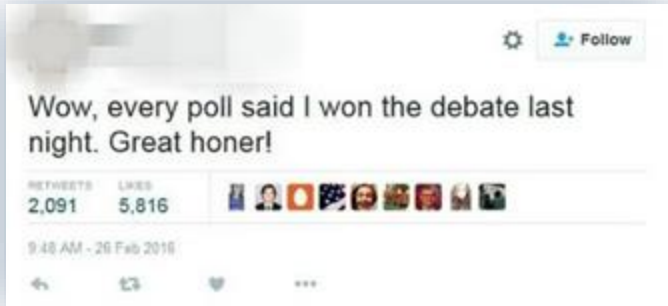 Follow
Wow, every poll said I won the debate last
night. Great honer!
RETWEETS LIKES
2,091 5,816
9:48 AM - 26 Feb 2016